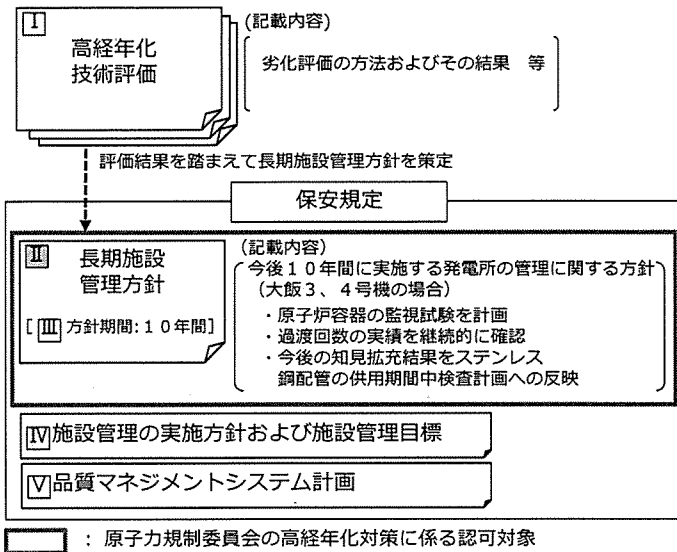 I
高経年化
技術評価
(記載内容)
劣化評価の方法およびその結果 等
評価結果を踏まえて長期施設管理方針を策定
保安規定
II
長期施設
管理方針
[III方針期間:10年間]
(記載内容)
今後10年間に実施する発電所の管理に関する方針
(大飯3、4号機の場合)
・原子炉容器の監視試験を計画
・過渡回数の実績を継続的に確認
・今後の知見拡充結果をステンレス
鋼配管の供用期間中検査計画への反映
IV施設管理の実施方針および施設管理目標
V品質マネジメントシステム計画
：原子力規制委員会の高経年化対策に係る認可対象